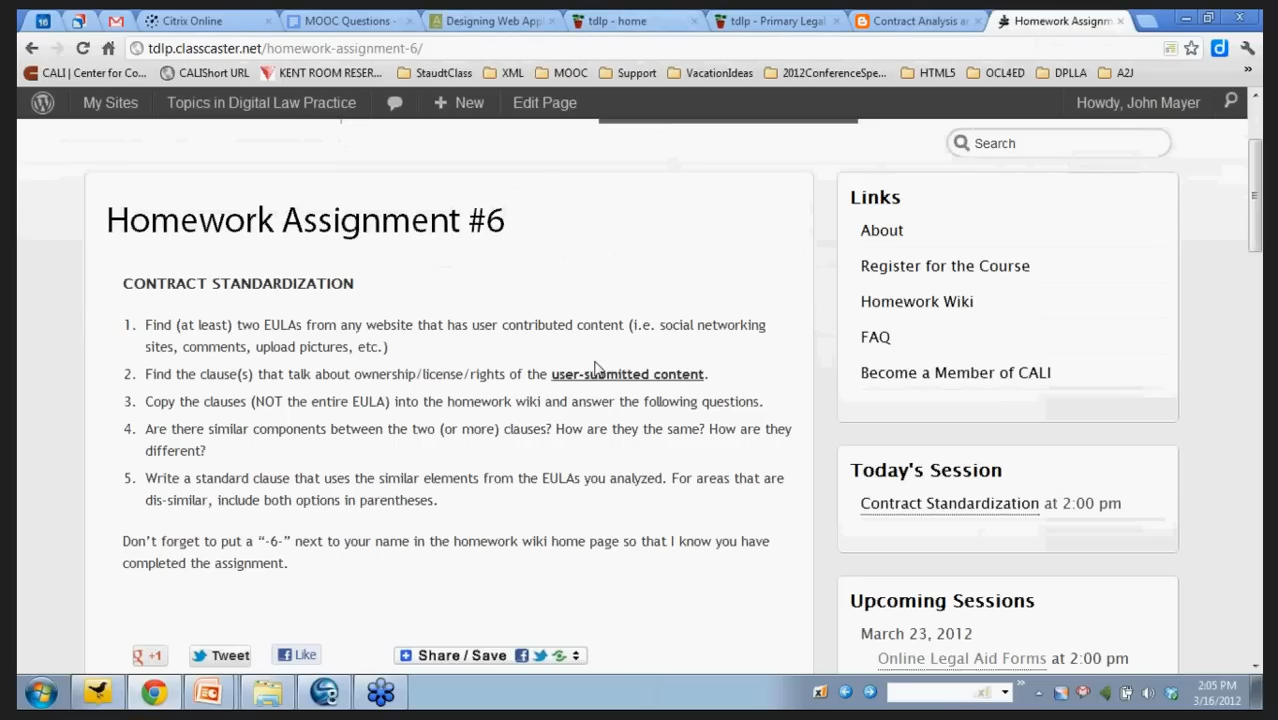 Citrix Online
MOOC Questions -
Designing Web App
tdlp - home
tdlp - Primary Legal
Contract Analysis an
Homework Assignm
tdlp.classcaster.net/homework-assignment-6/
CALI | Center for Co...
CALIShort URL
KENT ROOM RESER...
StaudtClass
XML
MOOC
Support
VacationIdeas
2012ConferenceSpe...
HTML5
OCL4ED
DPLLA
A2J
My Sites
Topics in Digital Law Practice
+ New
Edit Page
Howdy, John Mayer
Search
Homework Assignment #6
CONTRACT STANDARDIZATION
1. Find (at least) two EULAs from any website that has user contributed content (i.e. social networking
sites, comments, upload pictures, etc.)
2. Find the clause(s) that talk about ownership/license/rights of the user-submitted content.
3. Copy the clauses (NOT the entire EULA) into the homework wiki and answer the following questions.
4. Are there similar components between the two (or more) clauses? How are they the same? How are they
different?
5. Write a standard clause that uses the similar elements from the EULAs you analyzed. For areas that are
dis-similar, include both options in parentheses.
Don't forget to put a "-6-" next to your name in the homework wiki home page so that I know you have
completed the assignment.
+1
Tweet
Like
Share / Save
Links
About
Register for the Course
Homework Wiki
FAQ
Become a Member of CALI
Today's Session
Contract Standardization at 2:00 pm
Upcoming Sessions
March 23, 2012
Online Legal Aid Forms at 2:00 pm
2:05 PM
3/16/2012